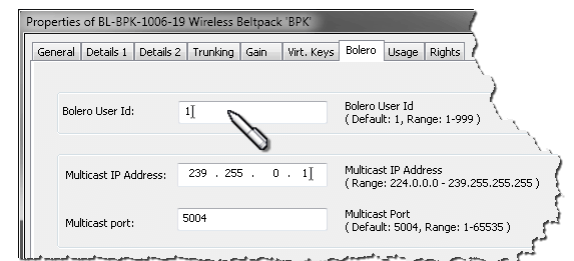 Properties of BL-BPK-1006-19 Wireless Beltpack 'BPK'
General Details 1 Details 2 Trunking Gain Virt. Keys Bolero Usage Rights
Bolero User Id: 1 Bolero User Id
( Default: 1, Range: 1-999 )
Multicast IP Address: 239 . 255 . 0 . 1 Multicast IP Address
( Range: 224.0.0.0 - 239.255.255.255 )
Multicast port: 5004 Multicast Port
( Default: 5004, Range: 1-65535 )